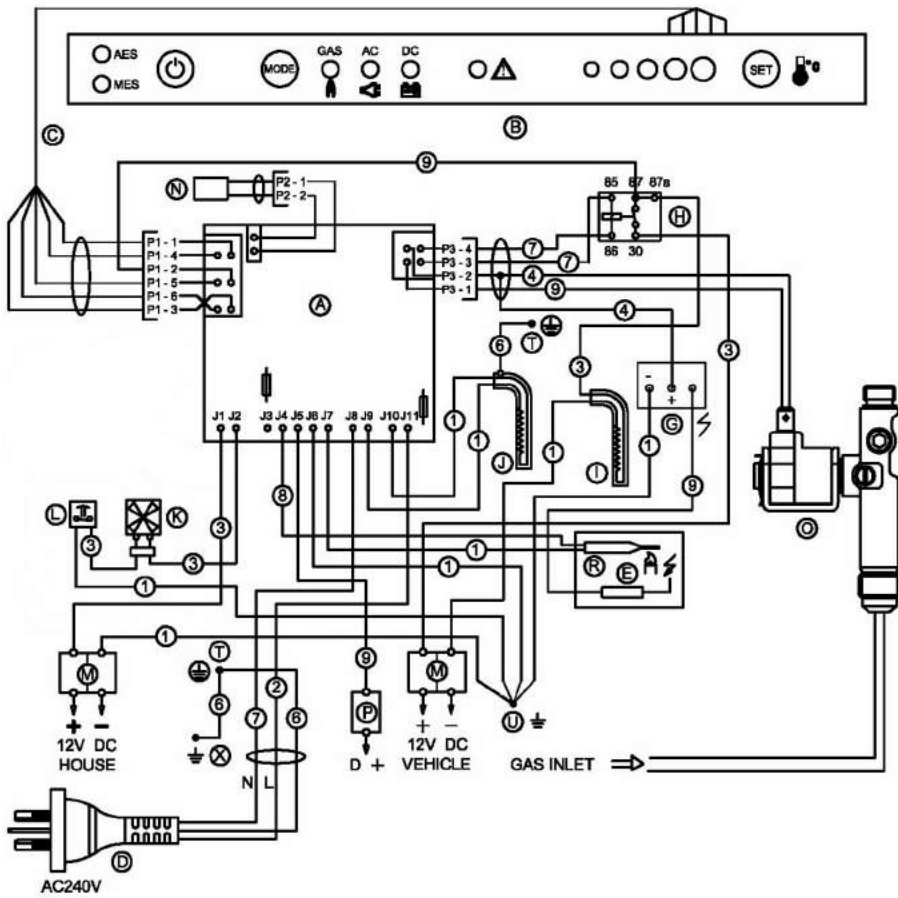 AES
MES
MODE
GAS
AC
DC
SET
°C
C
B
9
N
P2 - 1
P2 - 2
85 87 87a
H
86 30
P1 - 1
P1 - 4
P1 - 2
P1 - 5
P1 - 6
P1 - 3
A
P3 - 4
P3 - 3
P3 - 2
P3 - 1
7
7
4
9
4
6
T
3
3
- +
G
1
1
1
J
1
I
9
J1 J2 J3 J4 J5 J6 J7 J8 J9 J10 J11
8
3
L
K
3
3
1
1
1
R
E
O
1
M
+ -
12V DC
HOUSE
T
6
X
7
2
6
N L
9
P
D +
M
+ -
12V DC
VEHICLE
U
GAS INLET
D
AC240V